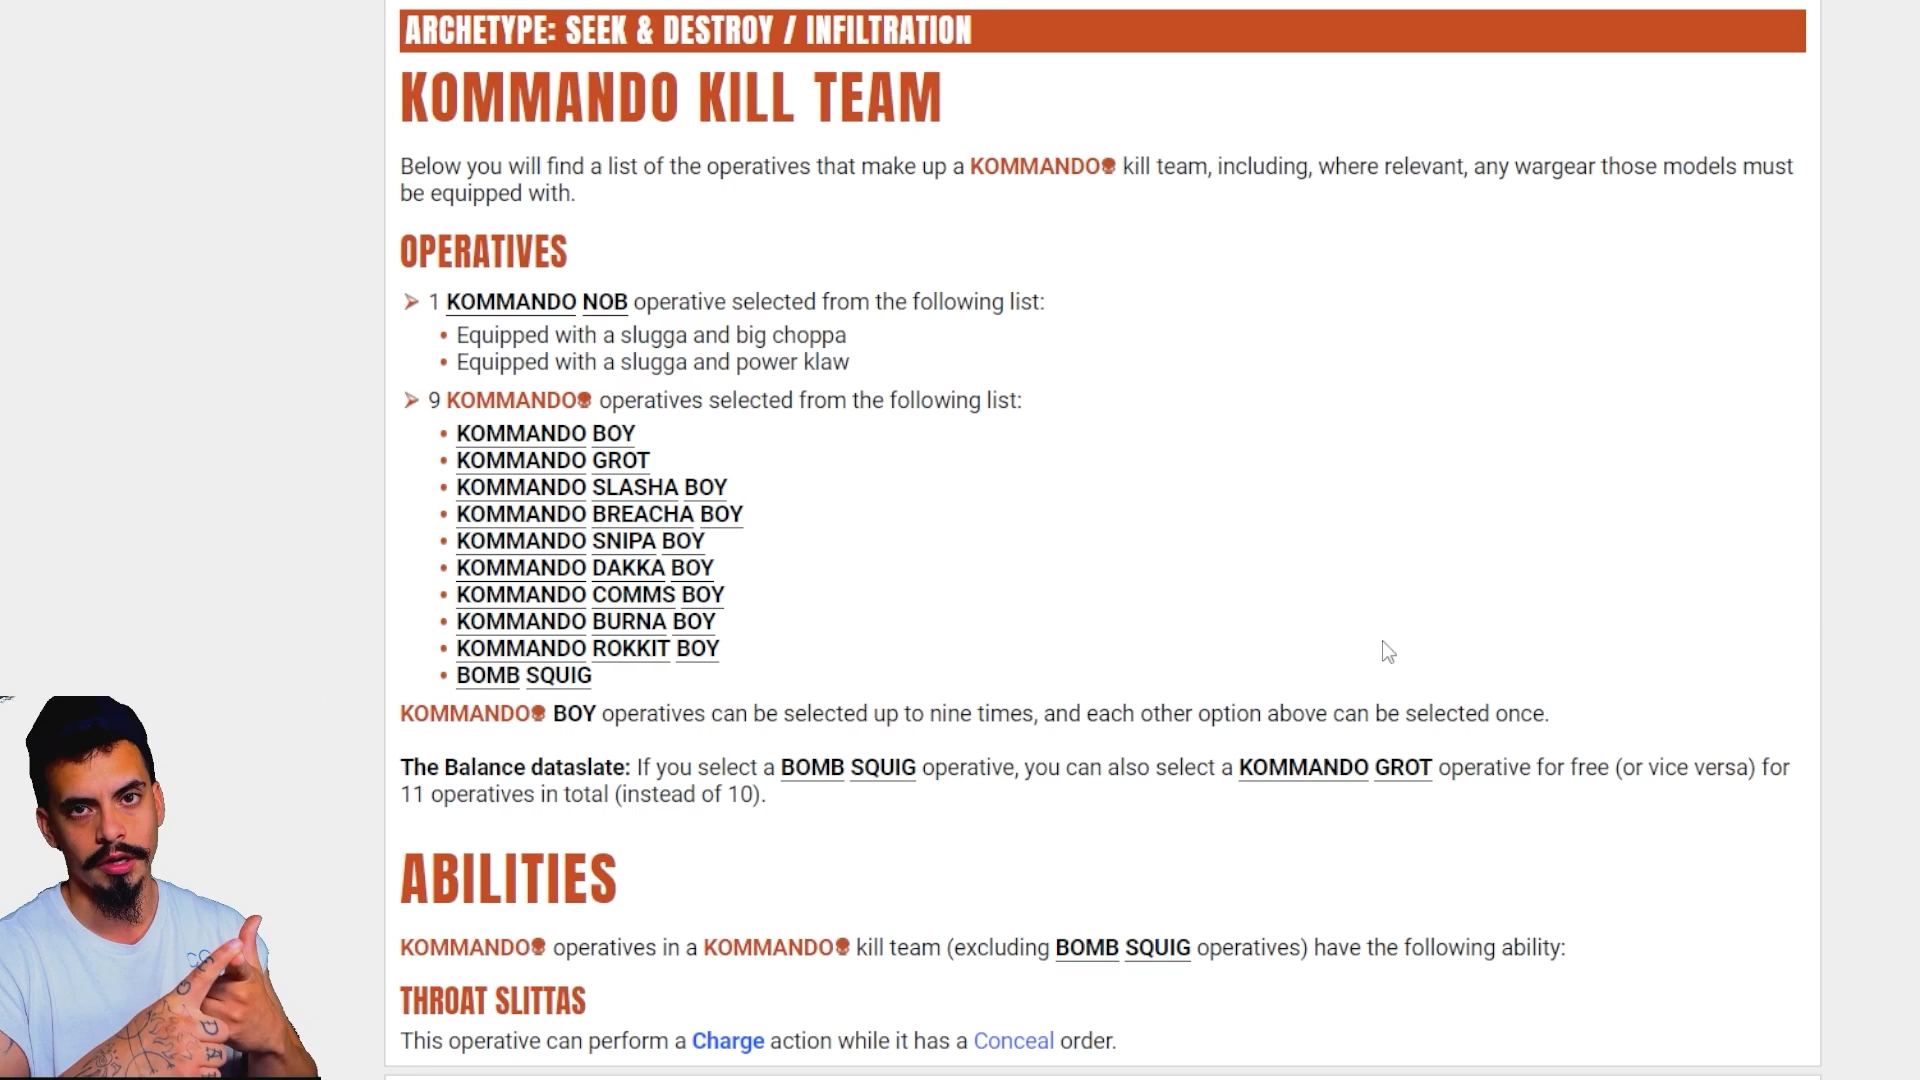 ARCHETYPE: SEEK & DESTROY / INFILTRATION
KOMMANDO KILL TEAM
Below you will find a list of the operatives that make up a KOMMANDO kill team, including, where relevant, any wargear those models must
be equipped with.
OPERATIVES
1 KOMMANDO NOB operative selected from the following list:
• Equipped with a slugga and big choppa
• Equipped with a slugga and power klaw
9 KOMMANDO operatives selected from the following list:
• KOMMANDO BOY
• KOMMANDO GROT
• KOMMANDO SLASHA BOY
• KOMMANDO BREACHA BOY
• KOMMANDO SNIPA BOY
• KOMMANDO DAKKA BOY
• KOMMANDO COMMS BOY
• KOMMANDO BURNA BOY
• KOMMANDO ROKKIT BOY
• BOMB SQUIG
KOMMANDO BOY operatives can be selected up to nine times, and each other option above can be selected once.
The Balance dataslate: If you select a BOMB SQUIG operative, you can also select a KOMMANDO GROT operative for free (or vice versa) for
11 operatives in total (instead of 10).
ABILITIES
KOMMANDO operatives in a KOMMANDO kill team (excluding BOMB SQUIG operatives) have the following ability:
THROAT SLITTAS
This operative can perform a Charge action while it has a Conceal order.